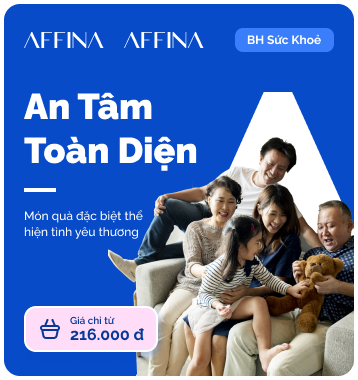 AFFINA AFFINA BH Sức Khoẻ
An Tâm
Toàn Diện
Món quà đặc biệt thể
hiện tình yêu thương
Giá chỉ từ
216.000 đ